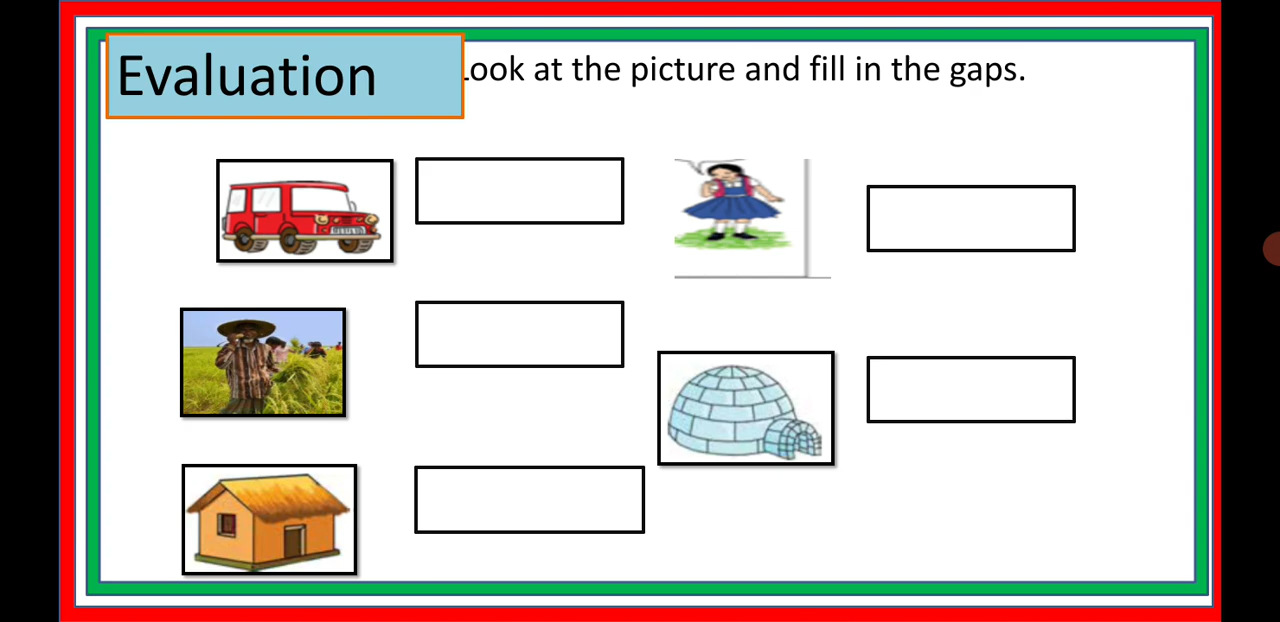 Evaluation
Look at the picture and fill in the gaps.